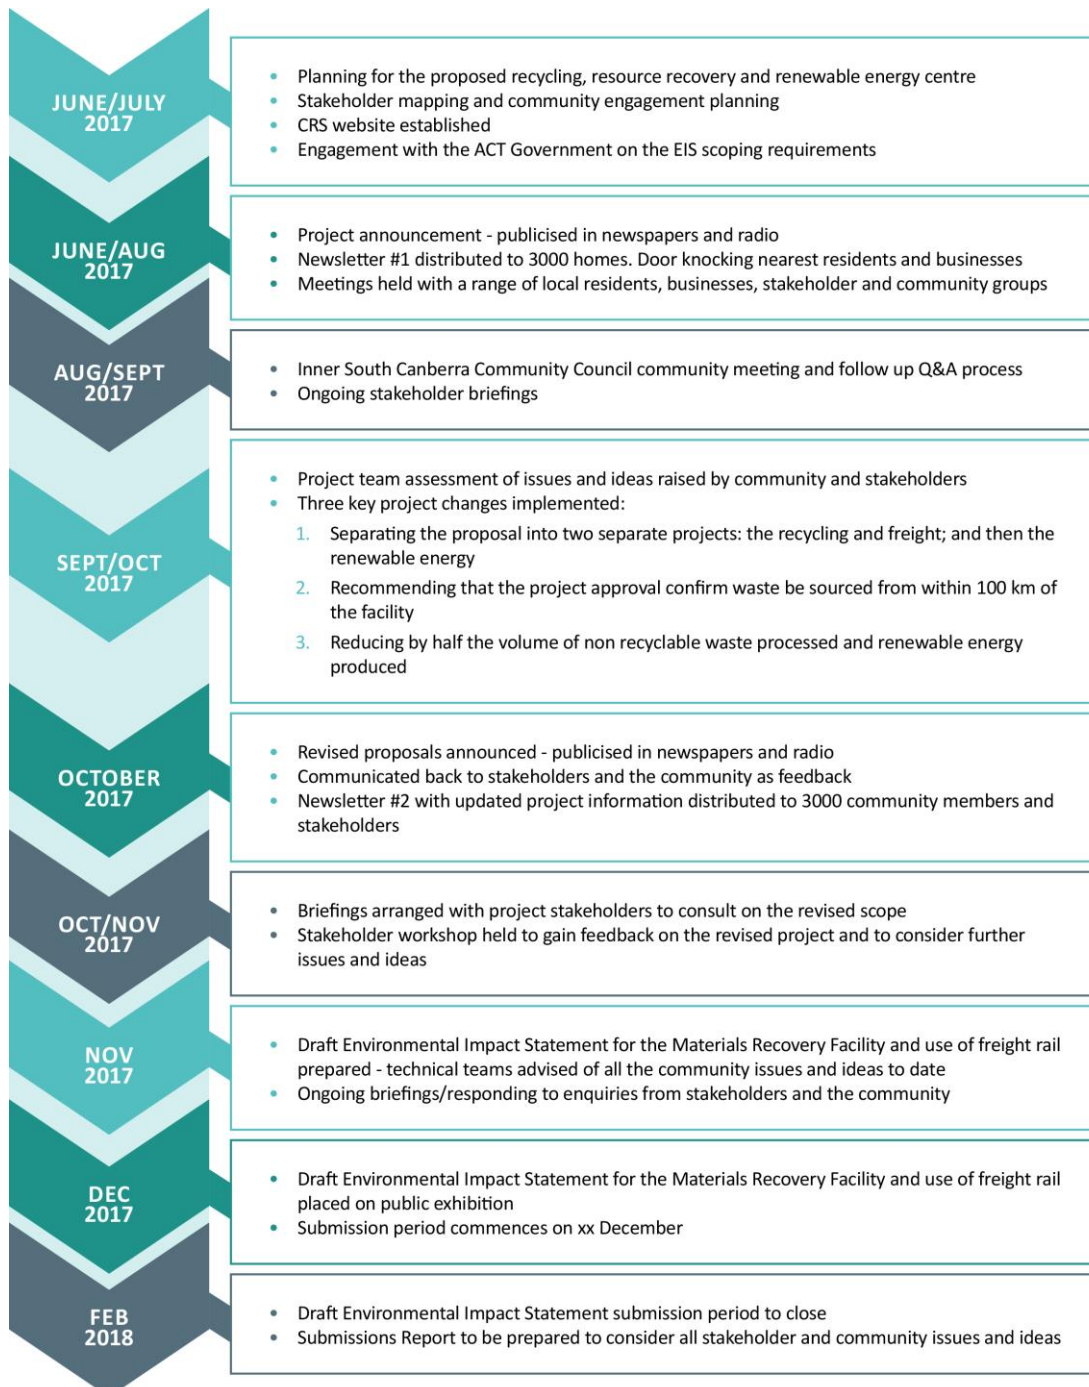 JUNE/JULY
2017
• Planning for the proposed recycling, resource recovery and renewable energy centre
• Stakeholder mapping and community engagement planning
• CRS website established
• Engagement with the ACT Government on the EIS scoping requirements
JUNE/AUG
2017
• Project announcement - publicised in newspapers and radio
• Newsletter #1 distributed to 3000 homes. Door knocking nearest residents and businesses
• Meetings held with a range of local residents, businesses, stakeholder and community groups
AUG/SEPT
2017
• Inner South Canberra Community Council community meeting and follow up Q&A process
• Ongoing stakeholder briefings
SEPT/OCT
2017
• Project team assessment of issues and ideas raised by community and stakeholders
• Three key project changes implemented:
1. Separating the proposal into two separate projects: the recycling and freight; and then the
renewable energy
2. Recommending that the project approval confirm waste be sourced from within 100 km of
the facility
3. Reducing by half the volume of non recyclable waste processed and renewable energy
produced
OCTOBER
2017
• Revised proposals announced - publicised in newspapers and radio
• Communicated back to stakeholders and the community as feedback
• Newsletter #2 with updated project information distributed to 3000 community members and
stakeholders
OCT/NOV
2017
• Briefings arranged with project stakeholders to consult on the revised scope
• Stakeholder workshop held to gain feedback on the revised project and to consider further
issues and ideas
NOV
2017
• Draft Environmental Impact Statement for the Materials Recovery Facility and use of freight rail
prepared - technical teams advised of all the community issues and ideas to date
• Ongoing briefings/responding to enquiries from stakeholders and the community
DEC
2017
• Draft Environmental Impact Statement for the Materials Recovery Facility and use of freight rail
placed on public exhibition
• Submission period commences on xx December
FEB
2018
• Draft Environmental Impact Statement submission period to close
• Submissions Report to be prepared to consider all stakeholder and community issues and ideas